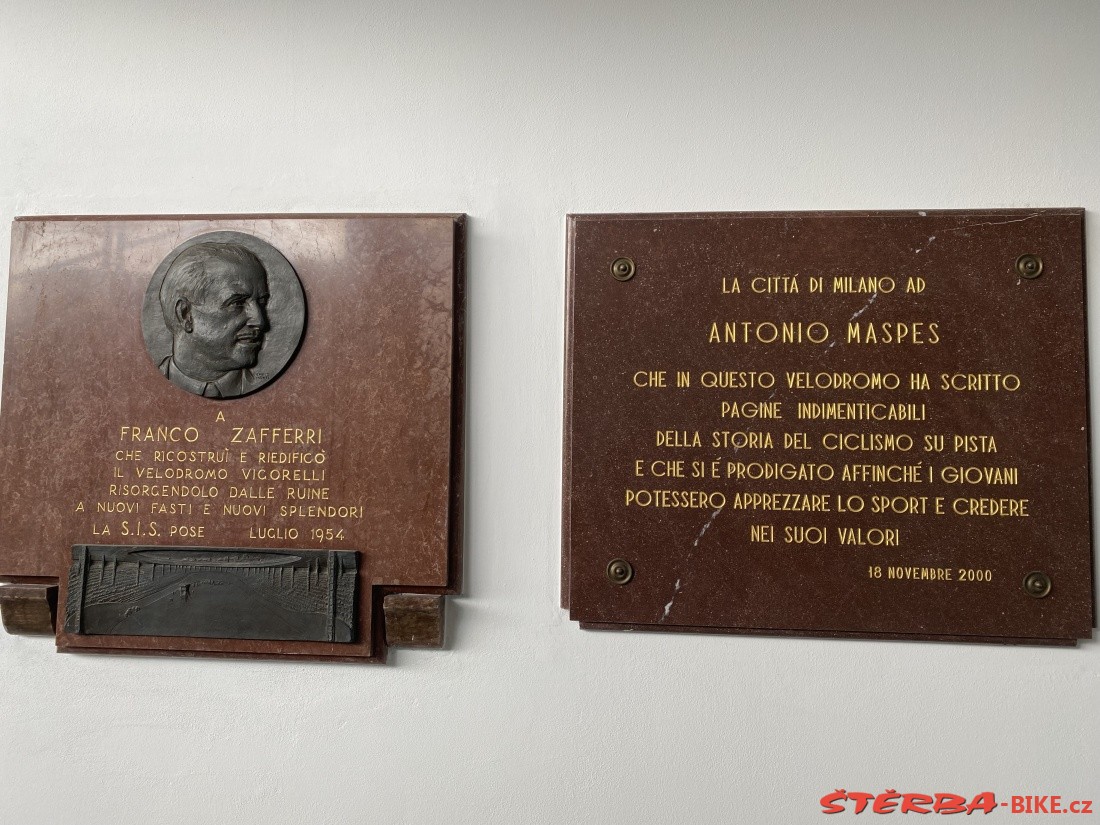 A
FRANCO ZAFFERRI
CHE RICOSTRUÌ E RIEDIFICÒ
IL VELODROMO VIGORELLI
RISORGENDOLO DALLE RUINE
A NUOVI FASTI E NUOVI SPLENDORI
LA S.I.S. POSE LUGLIO 1954
LA CITTÁ DI MILANO AD
ANTONIO MASPES
CHE IN QUESTO VELODROMO HA SCRITTO
PAGINE INDIMENTICABILI
DELLA STORIA DEL CICLISMO SU PISTA
E CHE SI É PRODIGATO AFFINCHÉ I GIOVANI
POTESSERO APPREZZARE LO SPORT E CREDERE
NEI SUOI VALORI
18 NOVEMBRE 2000
ŠTĚRBA-BIKE.cz